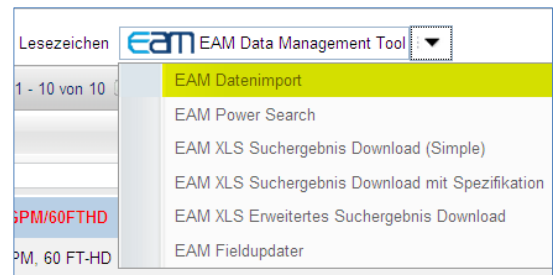 Lesezeichen eam EAM Data Management Tool
1 - 10 von 10
EAM Datenimport
EAM Power Search
EAM XLS Suchergebnis Download (Simple)
EAM XLS Suchergebnis Download mit Spezifikation
EAM XLS Erweitertes Suchergebnis Download
GPM/60FTHD
EAM Fieldupdater
PM, 60 FT-HD